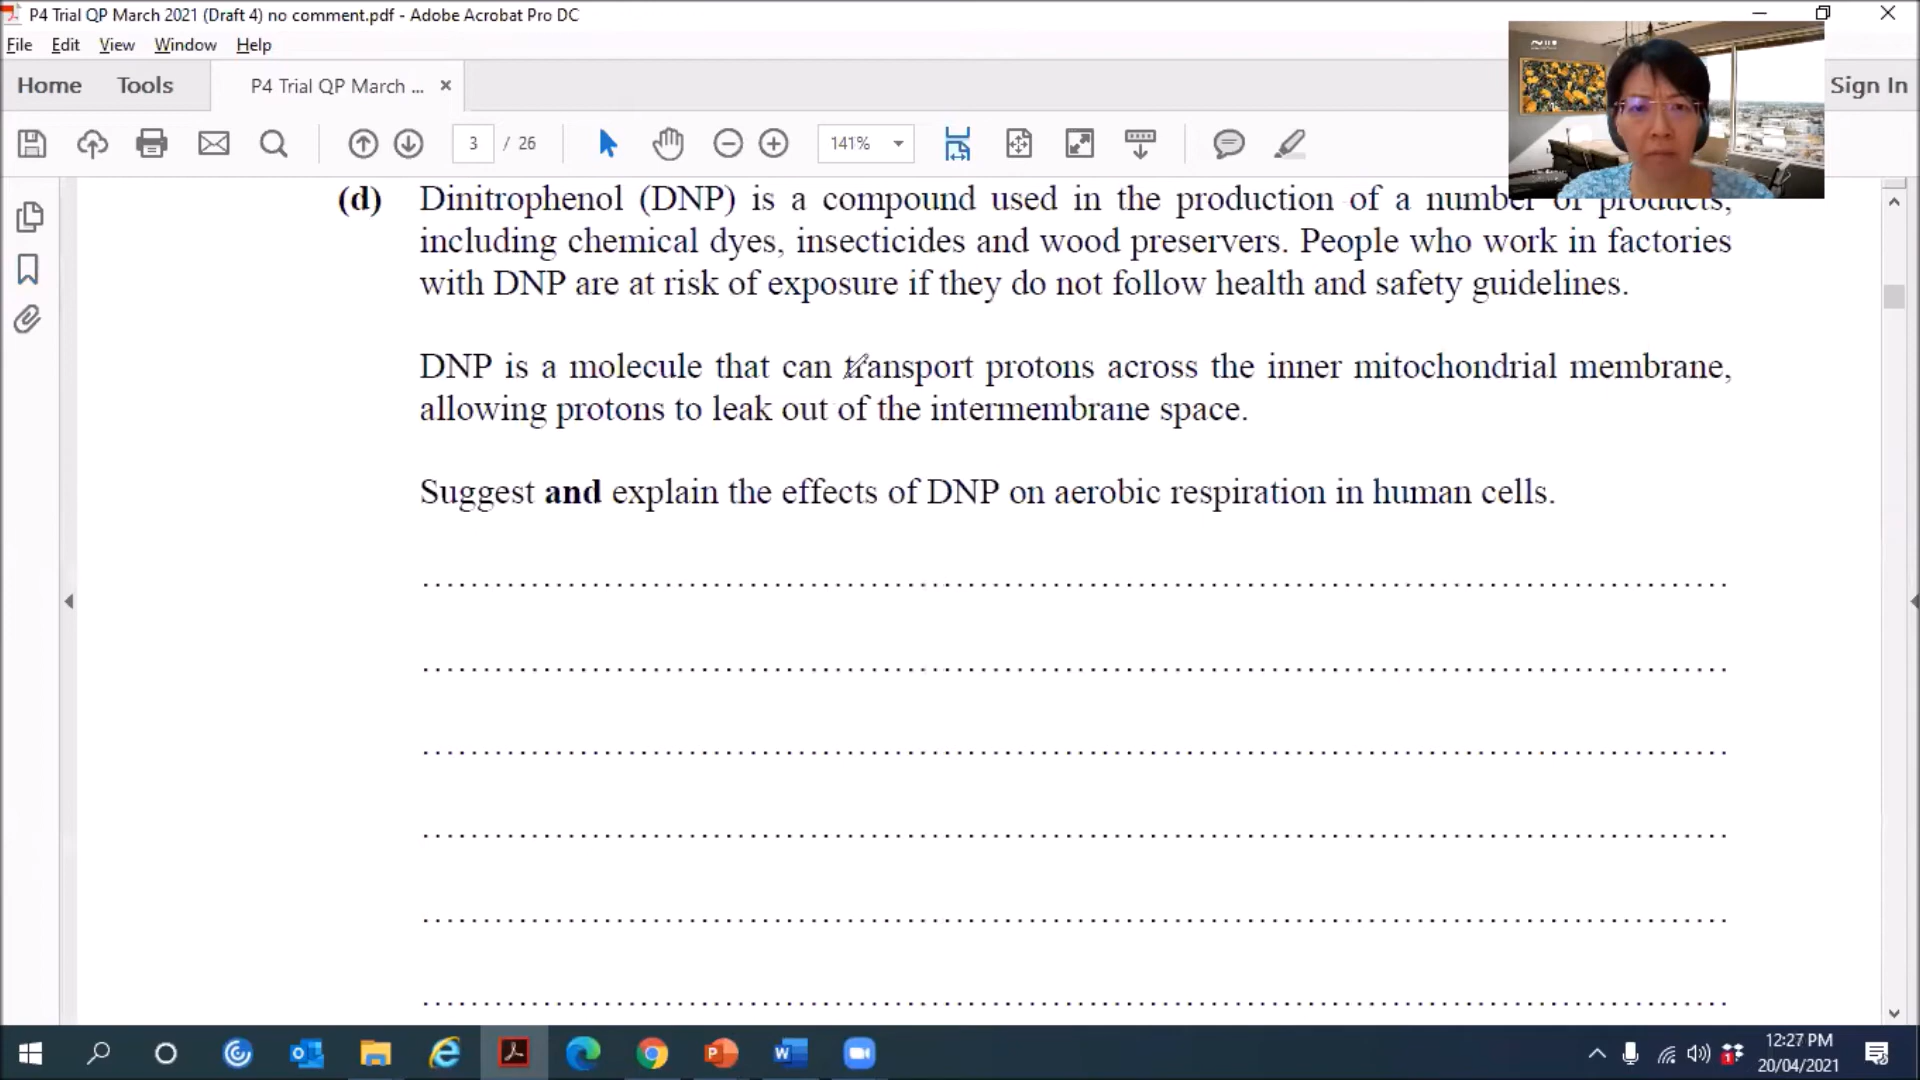 P4 Trial QP March 2021 (Draft 4) no comment.pdf - Adobe Acrobat Pro DC
File Edit View Window Help
Home Tools P4 Trial QP March ... × Sign In
3 / 26 141%
(d) Dinitrophenol (DNP) is a compound used in the production of a number of products,
including chemical dyes, insecticides and wood preservers. People who work in factories
with DNP are at risk of exposure if they do not follow health and safety guidelines.
DNP is a molecule that can transport protons across the inner mitochondrial membrane,
allowing protons to leak out of the intermembrane space.
Suggest and explain the effects of DNP on aerobic respiration in human cells.
12:27 PM
20/04/2021